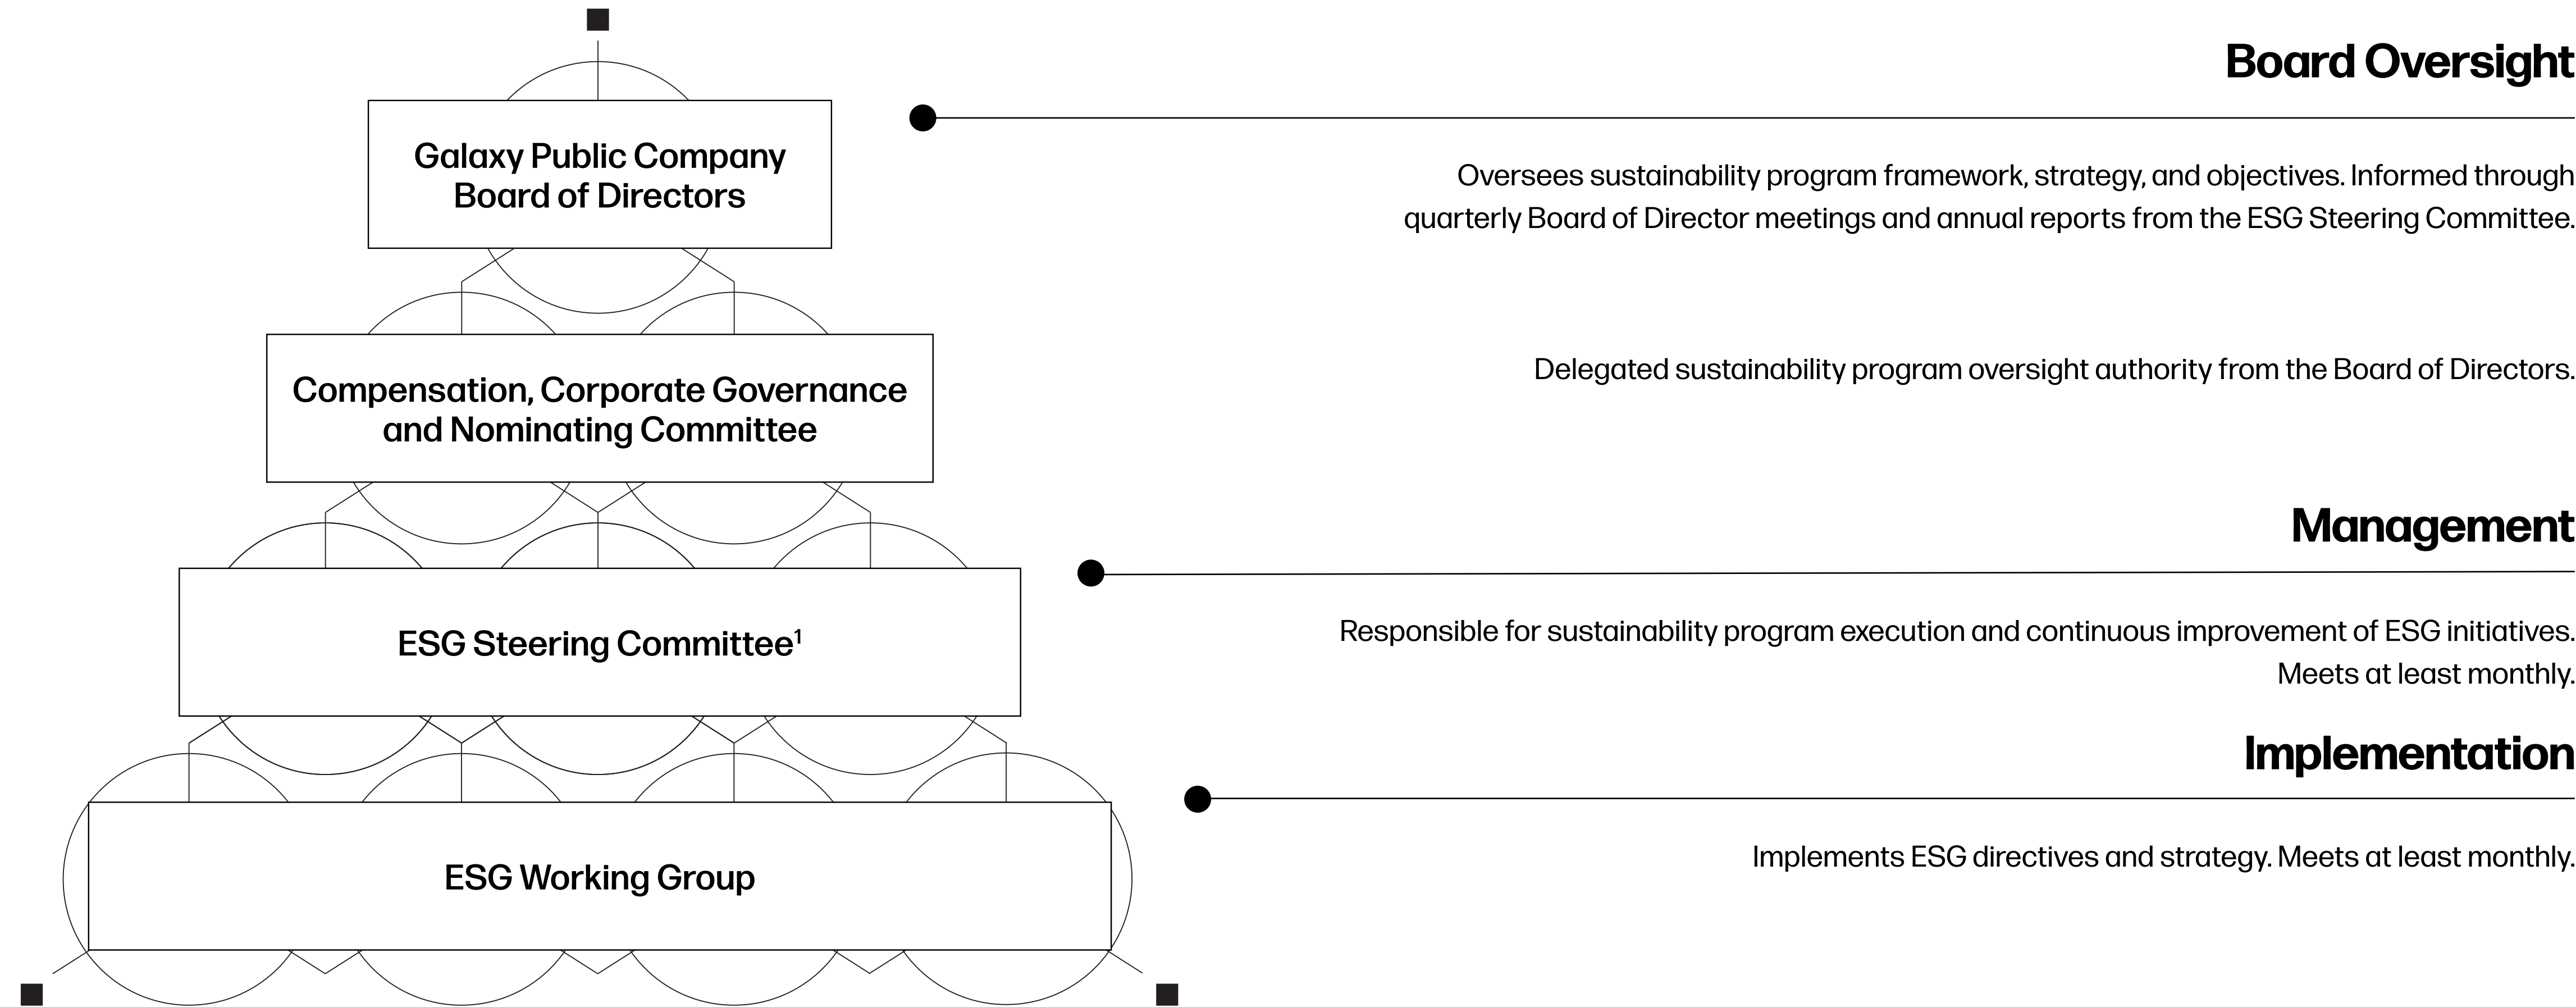 Board Oversight
Galaxy Public Company
Board of Directors
Oversees sustainability program framework, strategy, and objectives. Informed through
quarterly Board of Director meetings and annual reports from the ESG Steering Committee.
Compensation, Corporate Governance
and Nominating Committee
Delegated sustainability program oversight authority from the Board of Directors.
Management
ESG Steering Committee¹
Responsible for sustainability program execution and continuous improvement of ESG initiatives.
Meets at least monthly.
Implementation
ESG Working Group
Implements ESG directives and strategy. Meets at least monthly.